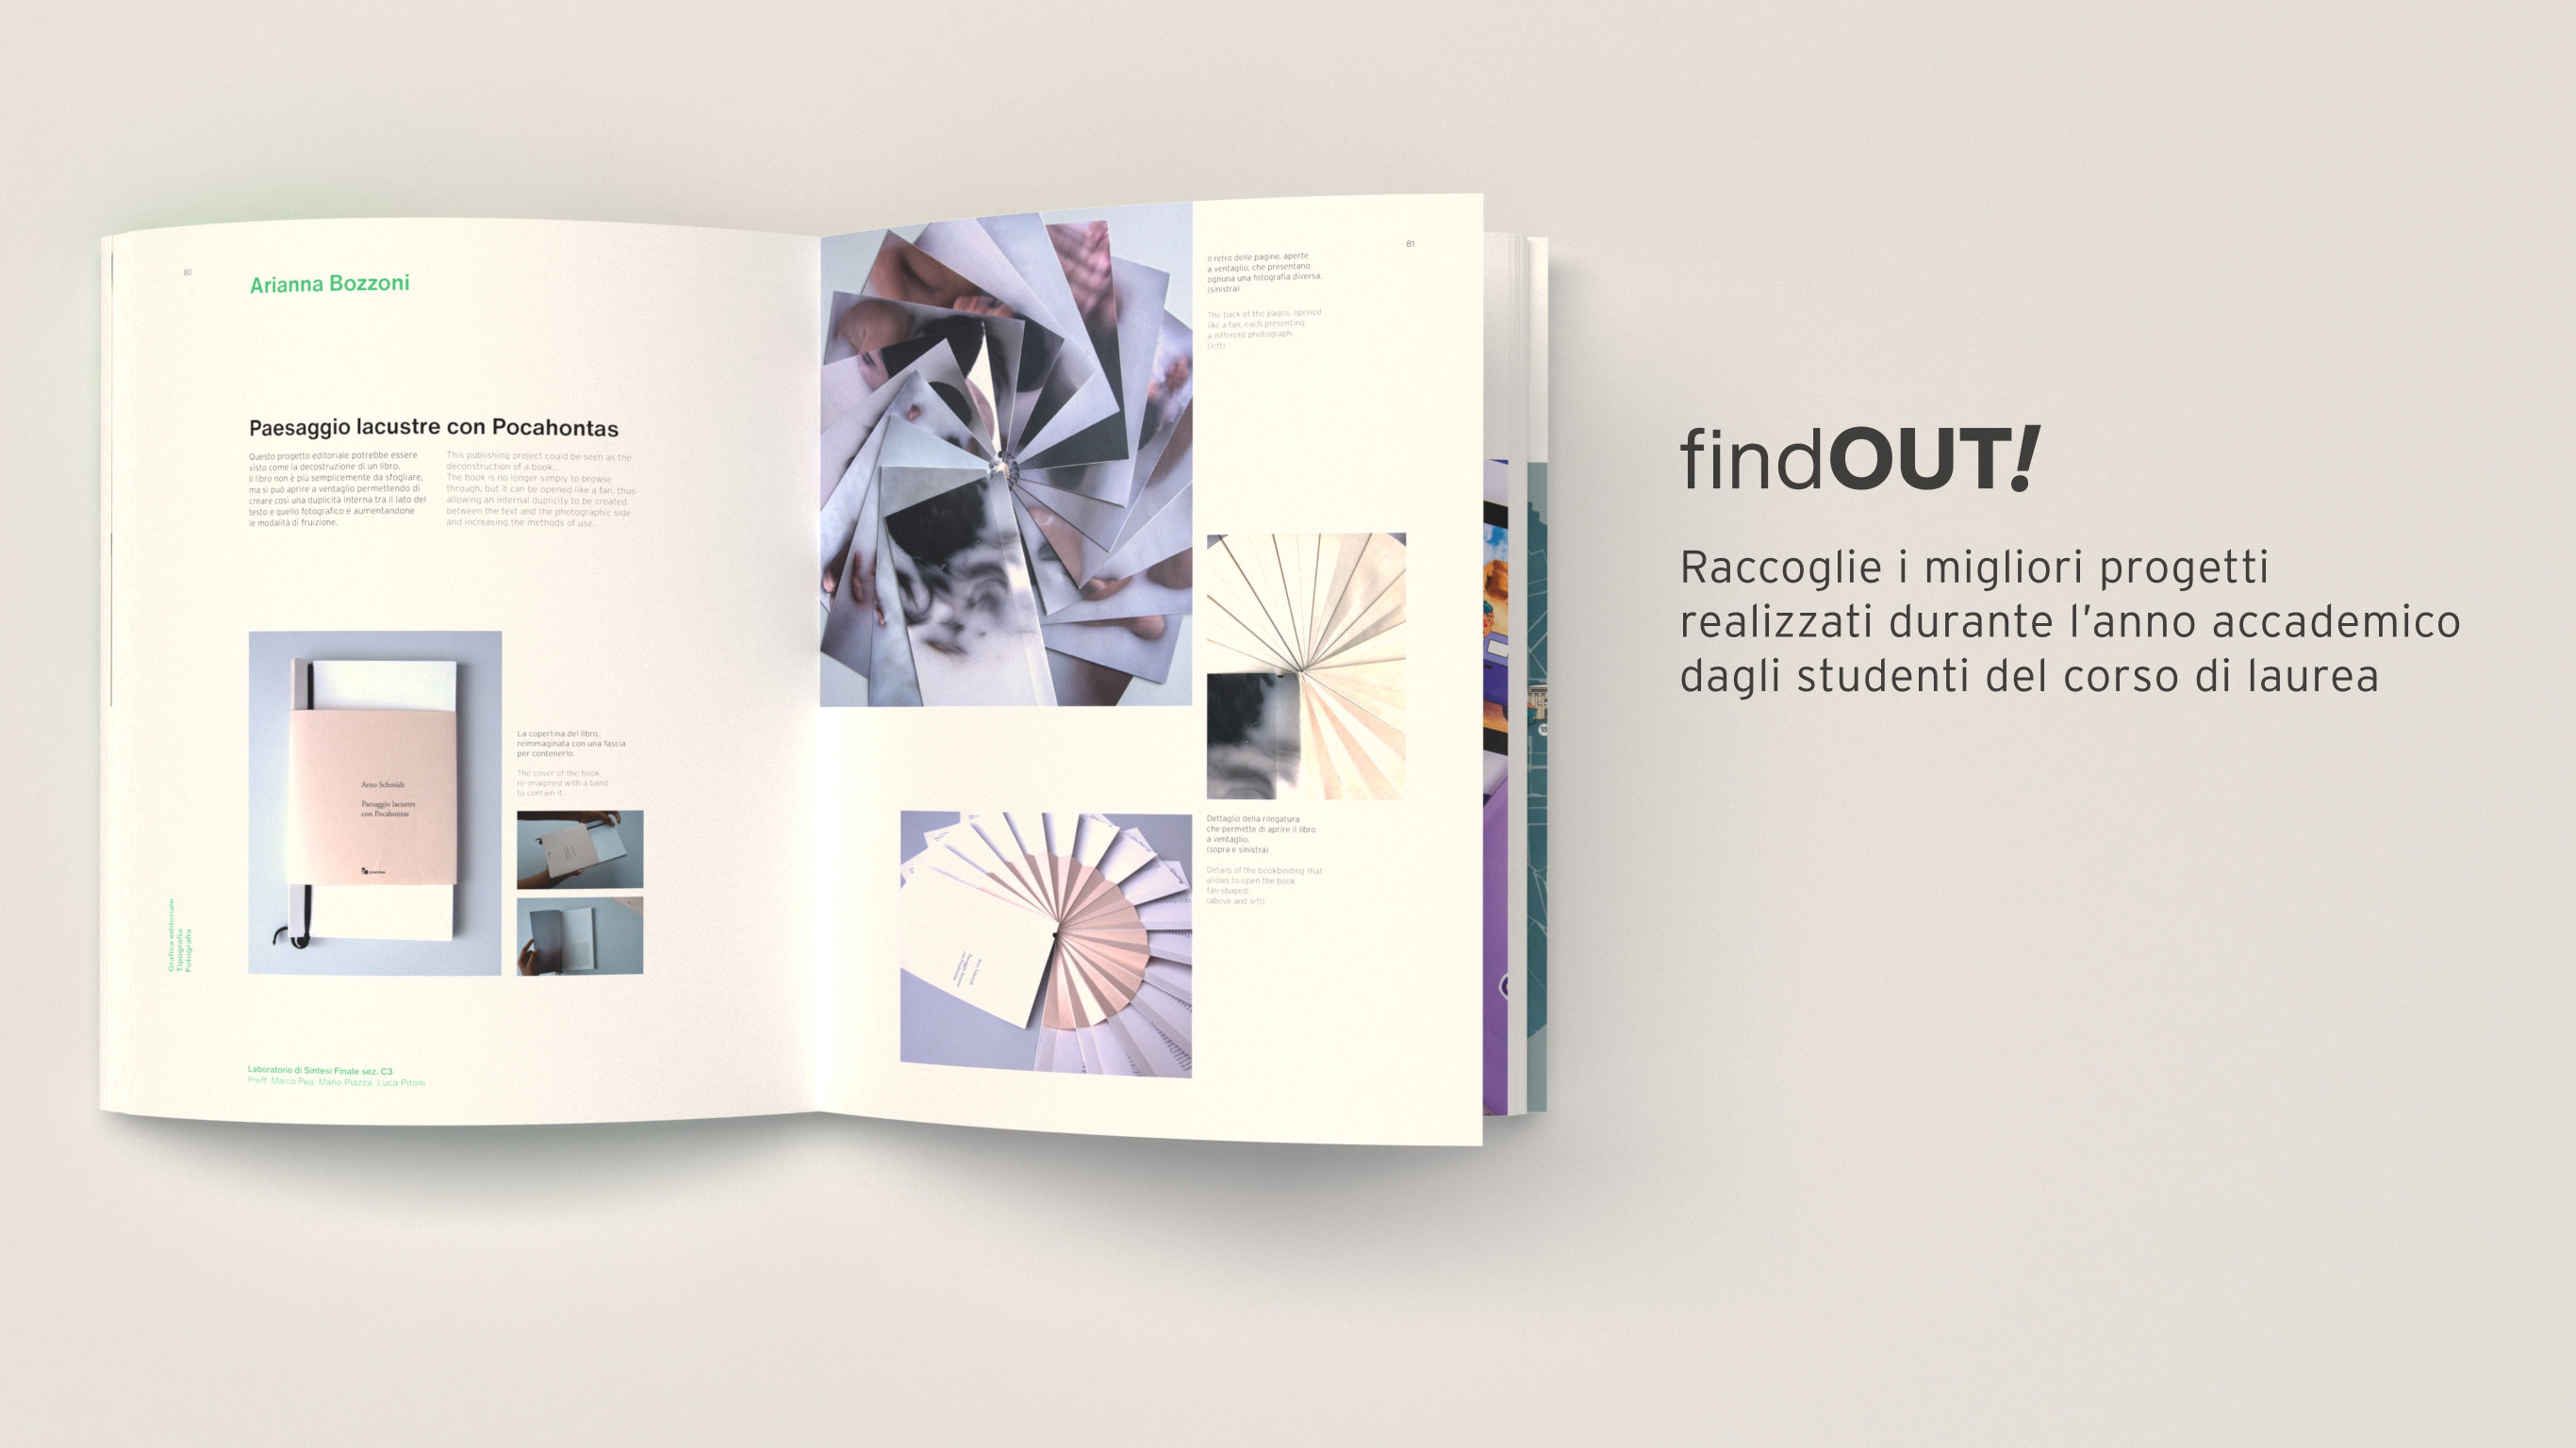 80
Arianna Bozzoni
Paesaggio lacustre con Pocahontas
Questo progetto editoriale potrebbe essere
visto come la decostruzione di un libro.
Il libro non è più semplicemente da sfogliare,
ma si può aprire a ventaglio permettendo di
creare così una duplicità interna tra il lato del
testo e quello fotografico e aumentandone
le modalità di fruizione.
This publishing project could be seen as the
deconstruction of a book.
The book is no longer simply to browse
through, but it can be opened like a fan, thus
allowing an internal duplicity to be created
between the text and the photographic side
and increasing the methods of use.
Arno Schmidt
Paesaggio lacustre
con Pocahontas
La copertina del libro,
reimmaginata con una fascia
per contenerlo.
The cover of the book,
re-imagined with a band
to contain it.
Grafica editoriale
Tipografia
Fotografia
Laboratorio di Sintesi Finale sez. C3
Proff. Marco Pea, Mario Piazza, Luca Pitoni
81
Il retro delle pagine, aperte
a ventaglio, che presentano
ognuna una fotografia diversa.
(sinistra)
The back of the pages, opened
like a fan, each presenting
a different photograph.
(left)
Dettaglio della rilegatura
che permette di aprire il libro
a ventaglio.
(sopra e sinistra)
Details of the bookbinding that
allows to open the book
fan-shaped.
(above and left)
findOUT!
Raccoglie i migliori progetti
realizzati durante l'anno accademico
dagli studenti del corso di laurea